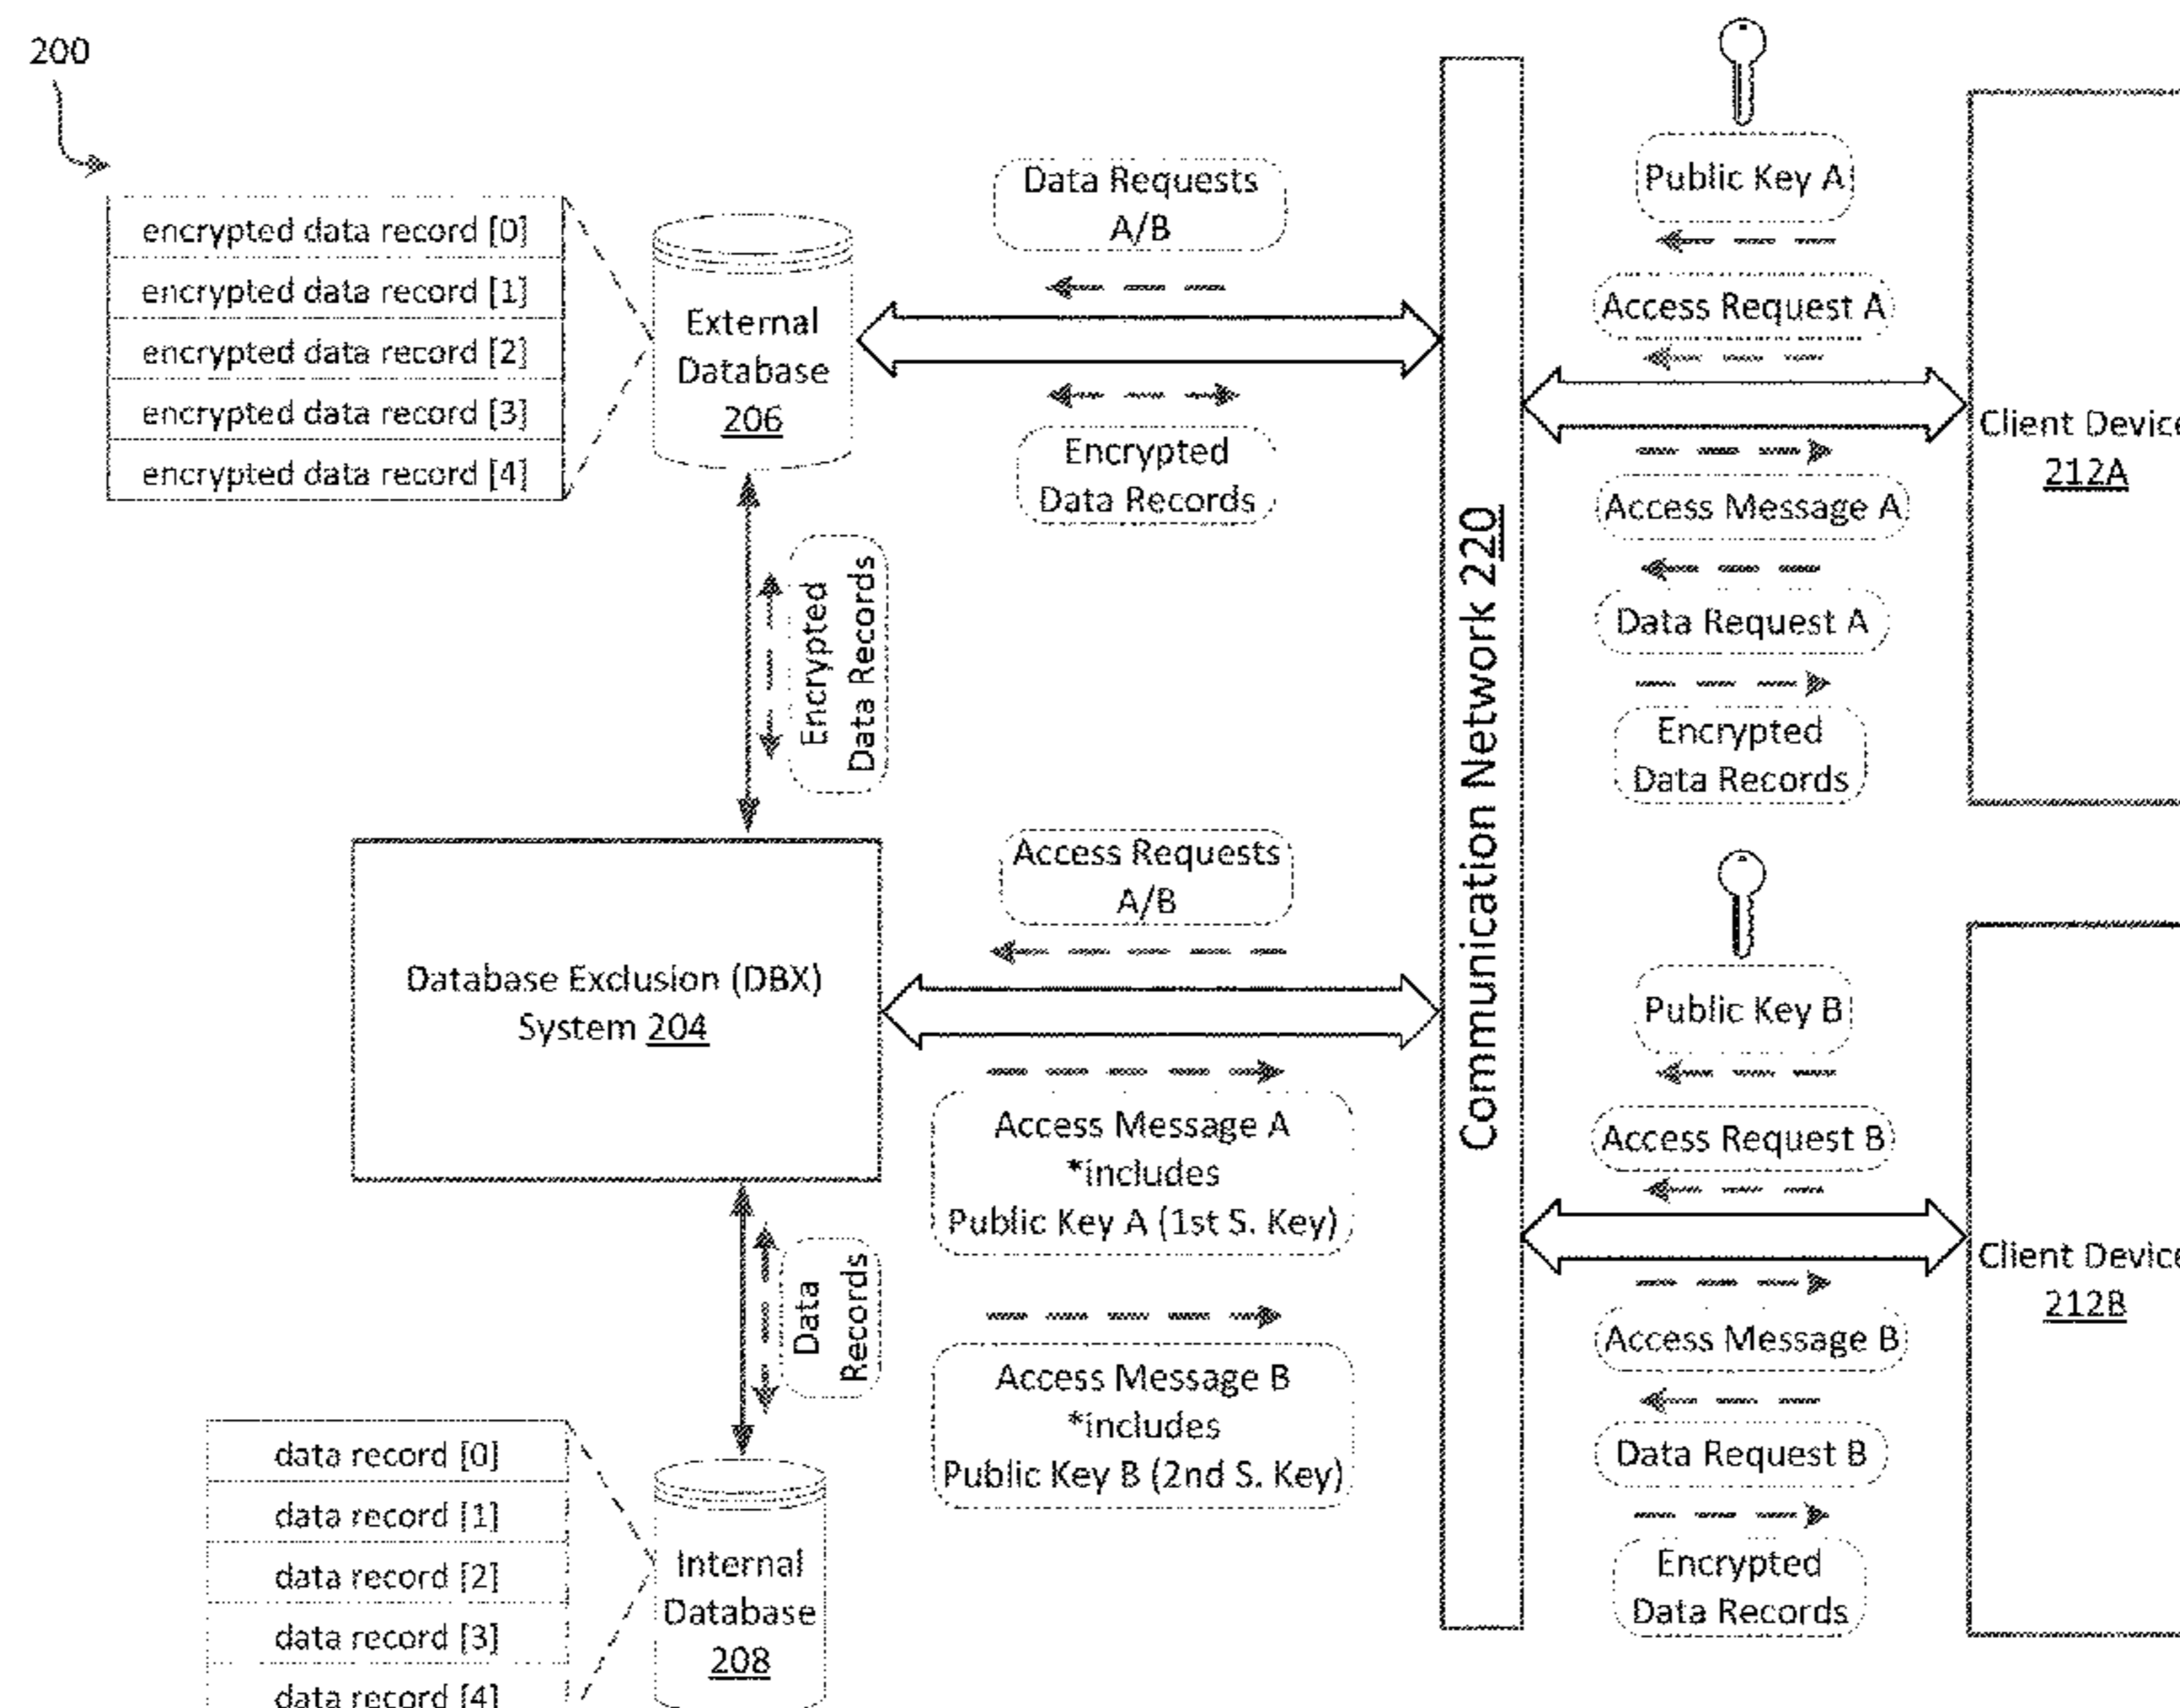 200
encrypted data record [0]
encrypted data record [1]
encrypted data record [2]
encrypted data record [3]
encrypted data record [4]
External
Database
206
Data Requests
A/B
Encrypted
Data Records
Encrypted
Data Records
Database Exclusion (DBX)
System 204
Access Requests
A/B
Access Message A
*includes
Public Key A (1st S. Key)
Access Message B
*includes
Public Key B (2nd S. Key)
Data
Records
data record [0]
data record [1]
data record [2]
data record [3]
data record [4]
Internal
Database
208
Communication Network 220
Public Key A
Access Request A
Access Message A
Data Request A
Encrypted
Data Records
Client Device
212A
Public Key B
Access Request B
Access Message B
Data Request B
Encrypted
Data Records
Client Device
212B